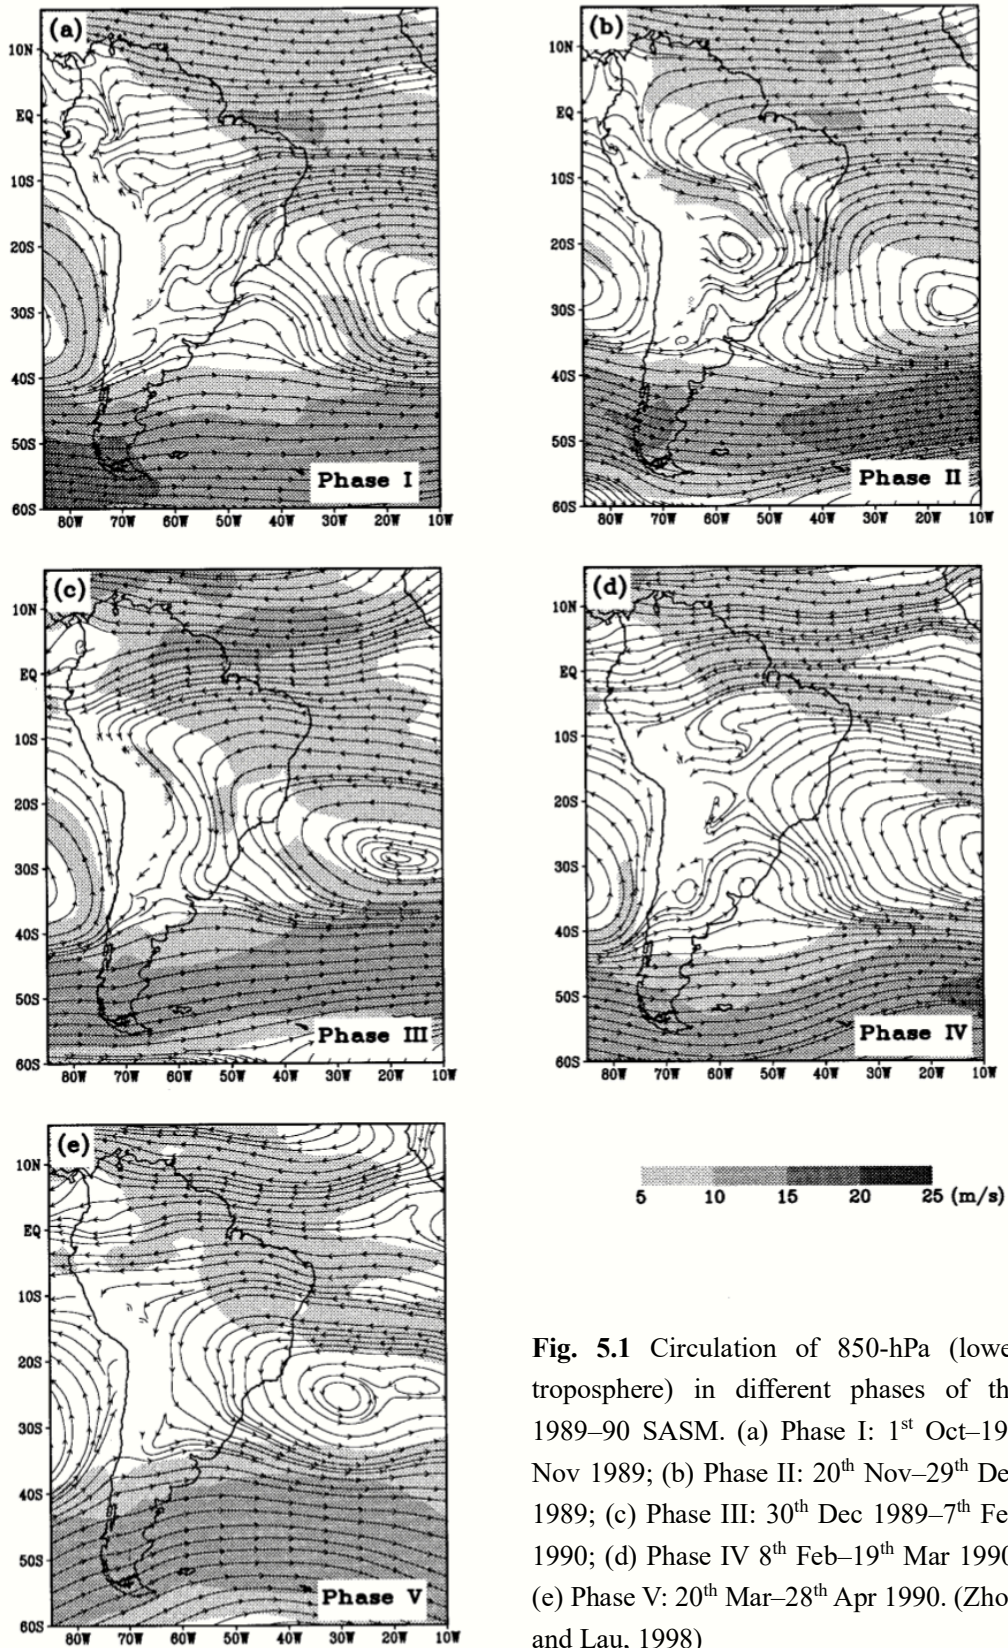 (a)
10N
EQ
10S
20S
30S
40S
50S
60S
Phase I
80W 70W 60W 50W 40W 30W 20W 10W
(b)
10N
EQ
10S
20S
30S
40S
50S
60S
Phase II
80W 70W 60W 50W 40W 30W 20W 10W
(c)
10N
EQ
10S
20S
30S
40S
50S
60S
Phase III
80W 70W 60W 50W 40W 30W 20W 10W
(d)
10N
EQ
10S
20S
30S
40S
50S
60S
Phase IV
80W 70W 60W 50W 40W 30W 20W 10W
(e)
10N
EQ
10S
20S
30S
40S
50S
60S
Phase V
80W 70W 60W 50W 40W 30W 20W 10W
5 10 15 20 25 (m/s)
Fig. 5.1 Circulation of 850-hPa (lowe
troposphere) in different phases of th
1989–90 SASM. (a) Phase I: 1st Oct–19
Nov 1989; (b) Phase II: 20th Nov–29th De
1989; (c) Phase III: 30th Dec 1989–7th Fe
1990; (d) Phase IV 8th Feb–19th Mar 1990
(e) Phase V: 20th Mar–28th Apr 1990. (Zho
and Lau, 1998)